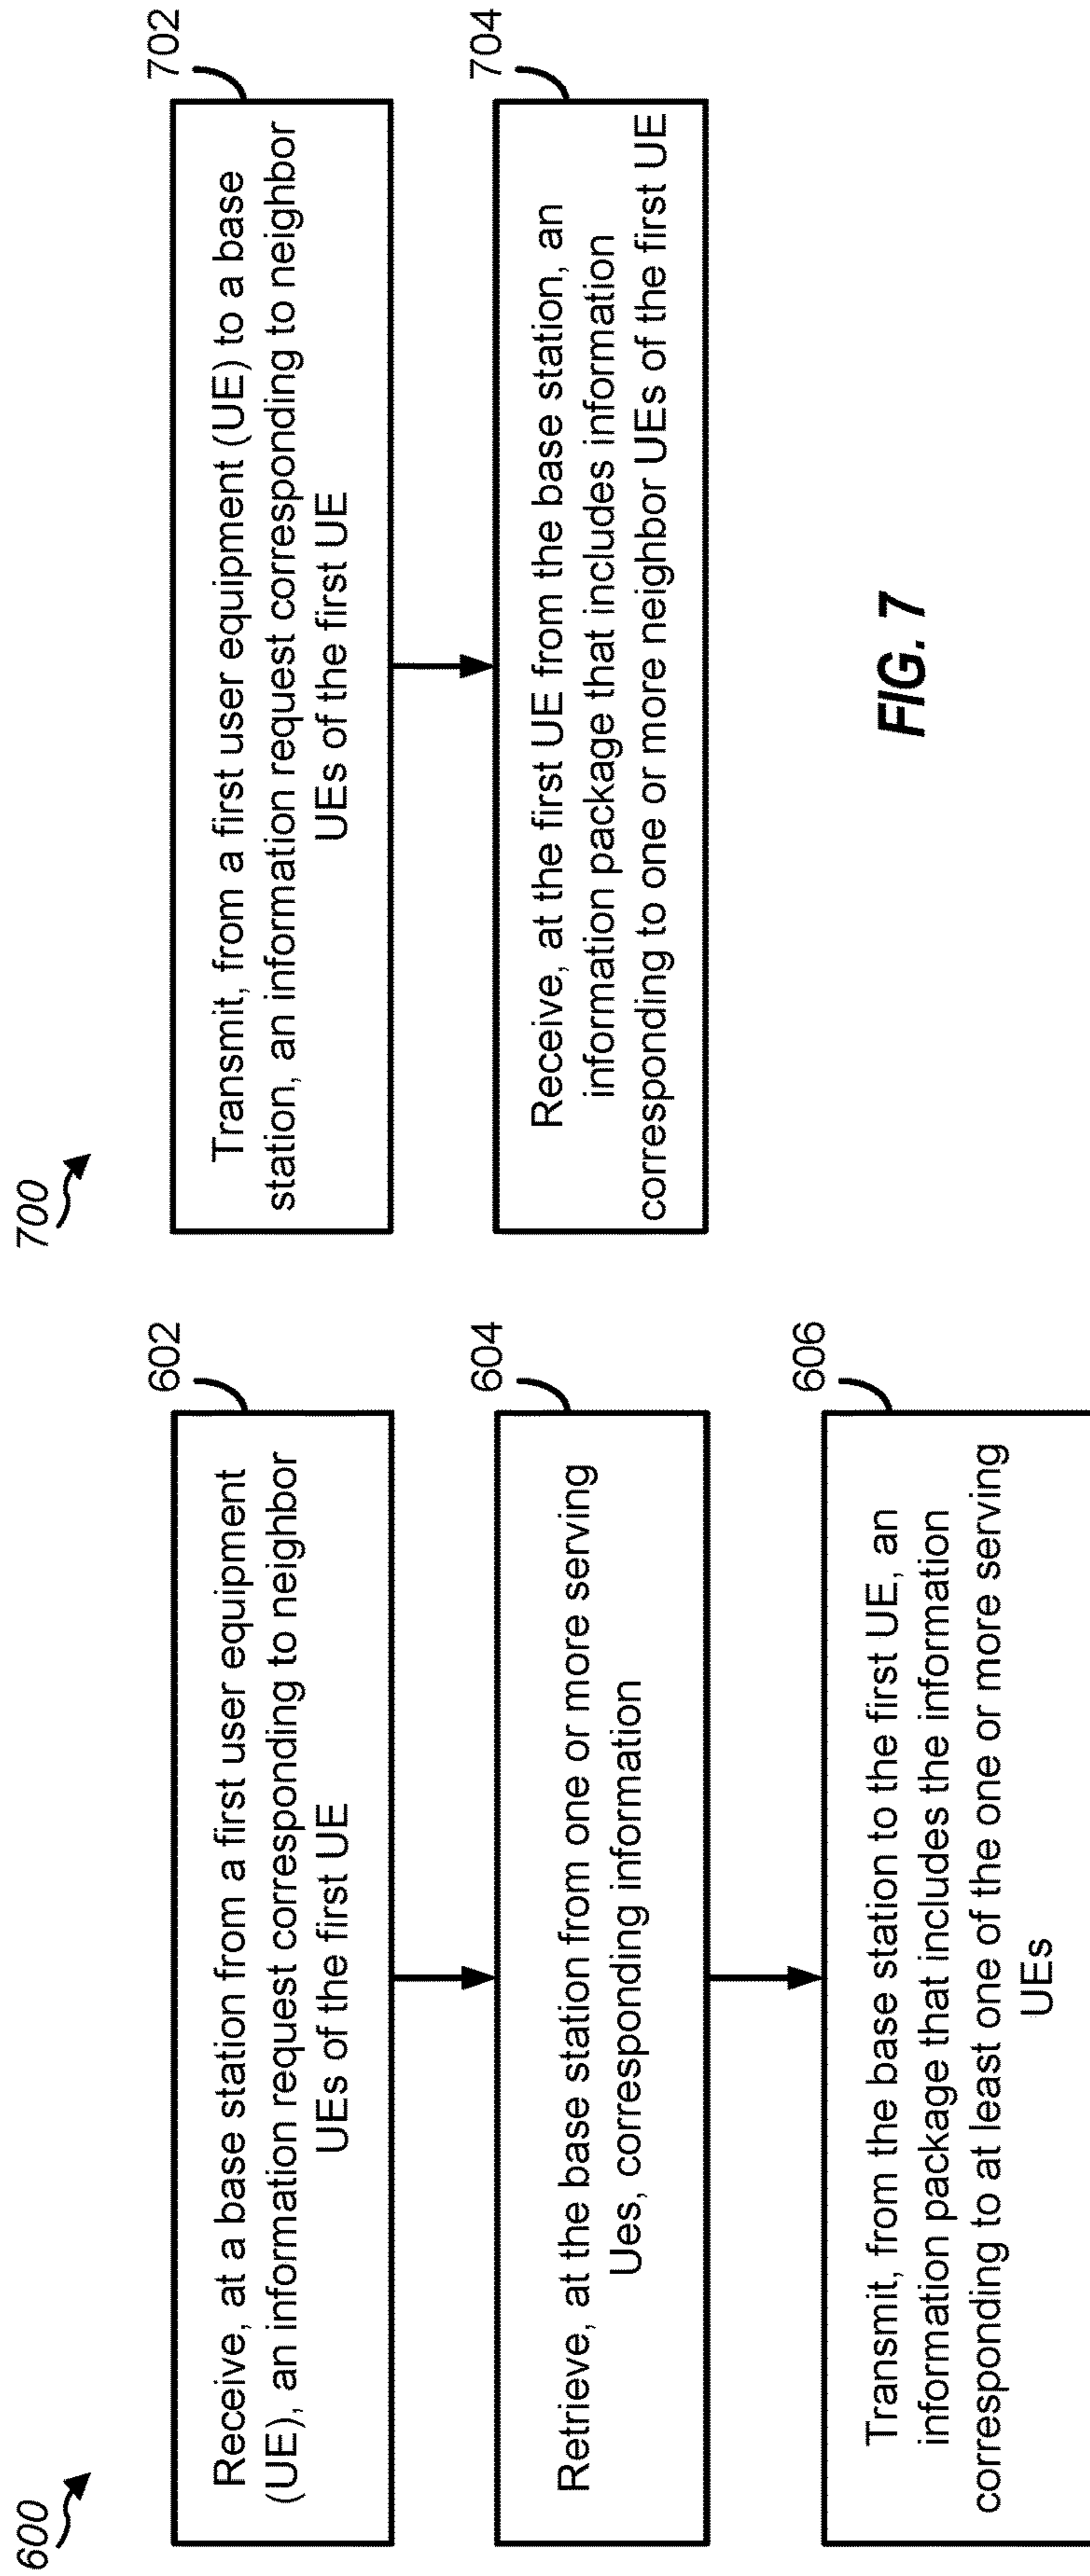 600
602
Receive, at a base station from a first user equipment
(UE), an information request corresponding to neighbor
UEs of the first UE
604
Retrieve, at the base station from one or more serving
Ues, corresponding information
606
Transmit, from the base station to the first UE, an
information package that includes the information
corresponding to at least one of the one or more serving
UEs
700
702
Transmit, from a first user equipment (UE) to a base
station, an information request corresponding to neighbor
UEs of the first UE
704
Receive, at the first UE from the base station, an
information package that includes information
corresponding to one or more neighbor UEs of the first UE
FIG. 7